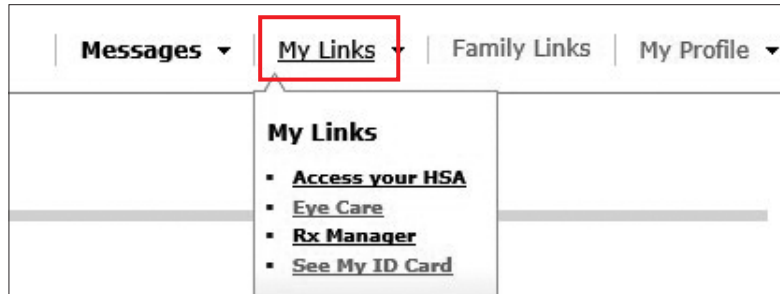 Messages My Links Family Links My Profile
My Links
Access your HSA
Eye Care
Rx Manager
See My ID Card